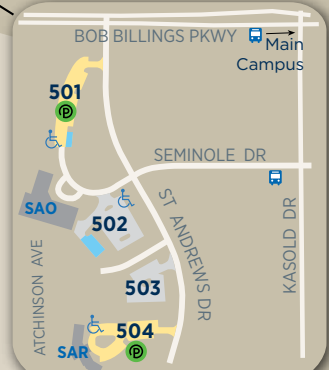 BOB BILLINGS PKWY
Main
Campus
501
P
SEMINOLE DR
SAO
502
ST ANDREWS DR
KASOLD DR
ATCHINSON AVE
503
504
SAR
P